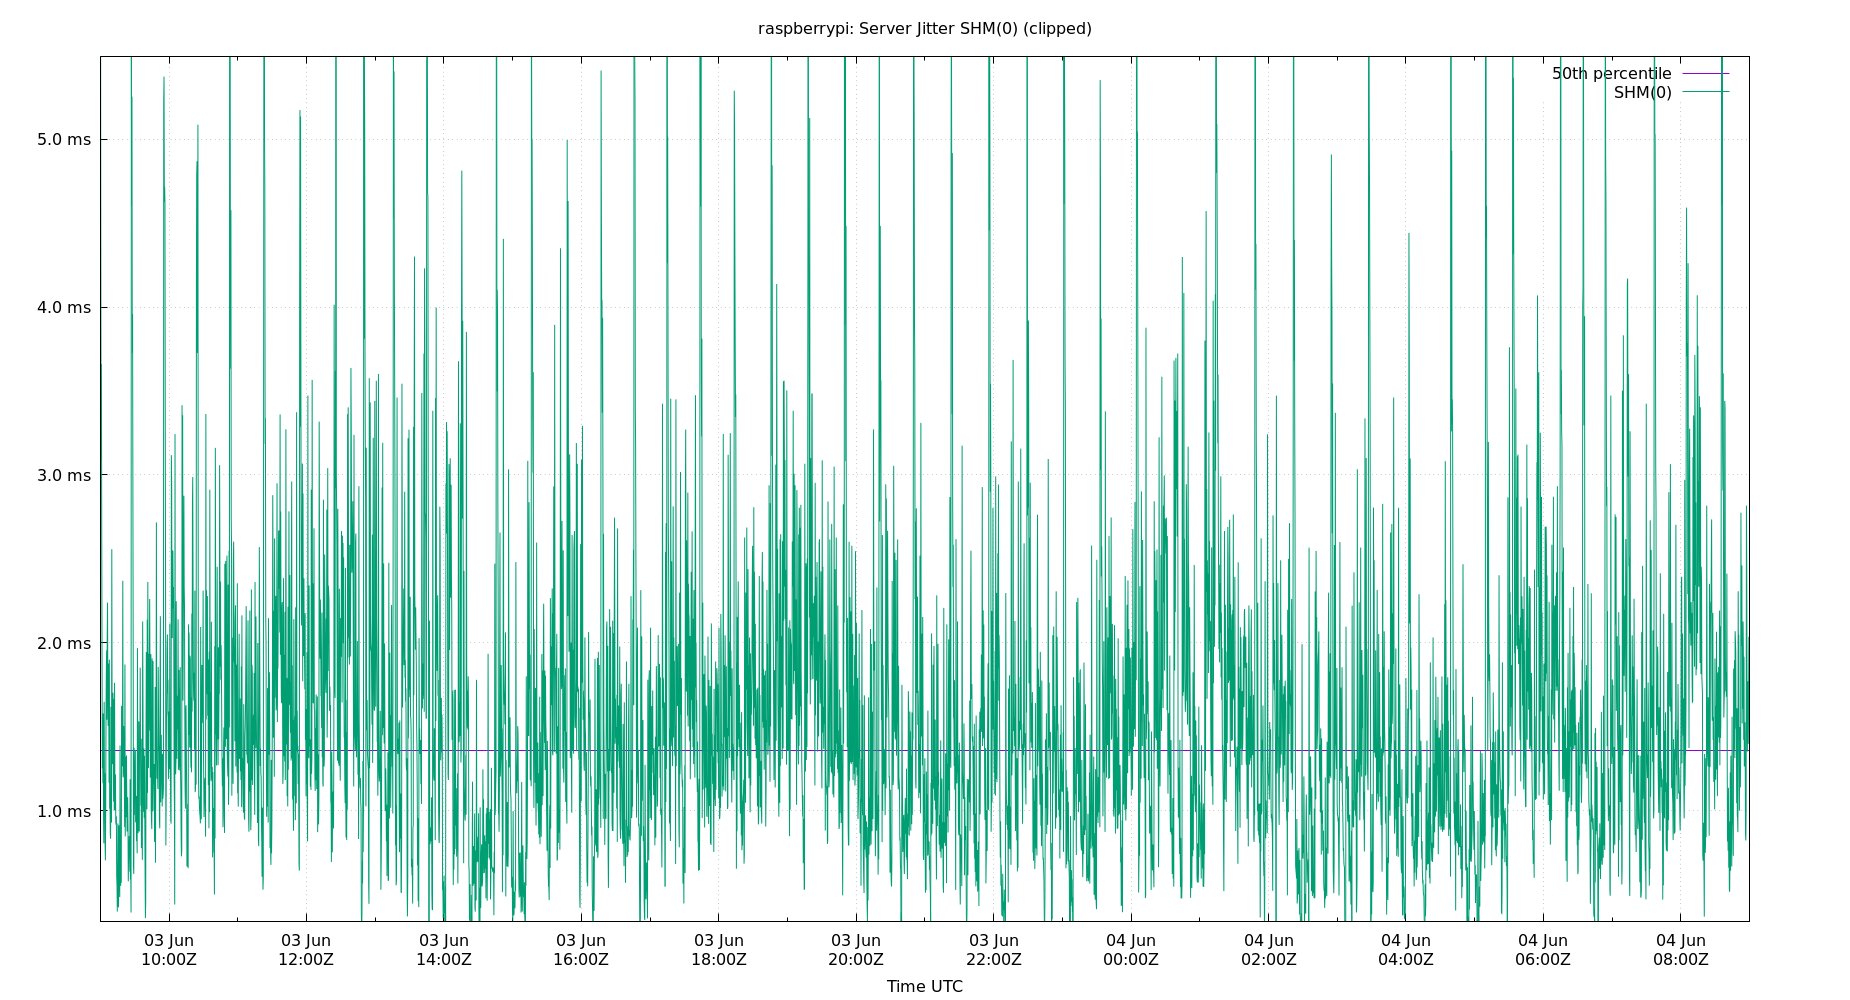 raspberrypi: Server Jitter SHM(0) (clipped)
50th percentile
SHM(0)
5.0 ms
4.0 ms
3.0 ms
2.0 ms
1.0 ms
03 Jun 03 Jun 03 Jun 03 Jun 03 Jun 03 Jun 03 Jun 04 Jun 04 Jun 04 Jun 04 Jun 04 Jun
10:00Z 12:00Z 14:00Z 16:00Z 18:00Z 20:00Z 22:00Z 00:00Z 02:00Z 04:00Z 06:00Z 08:00Z
Time UTC